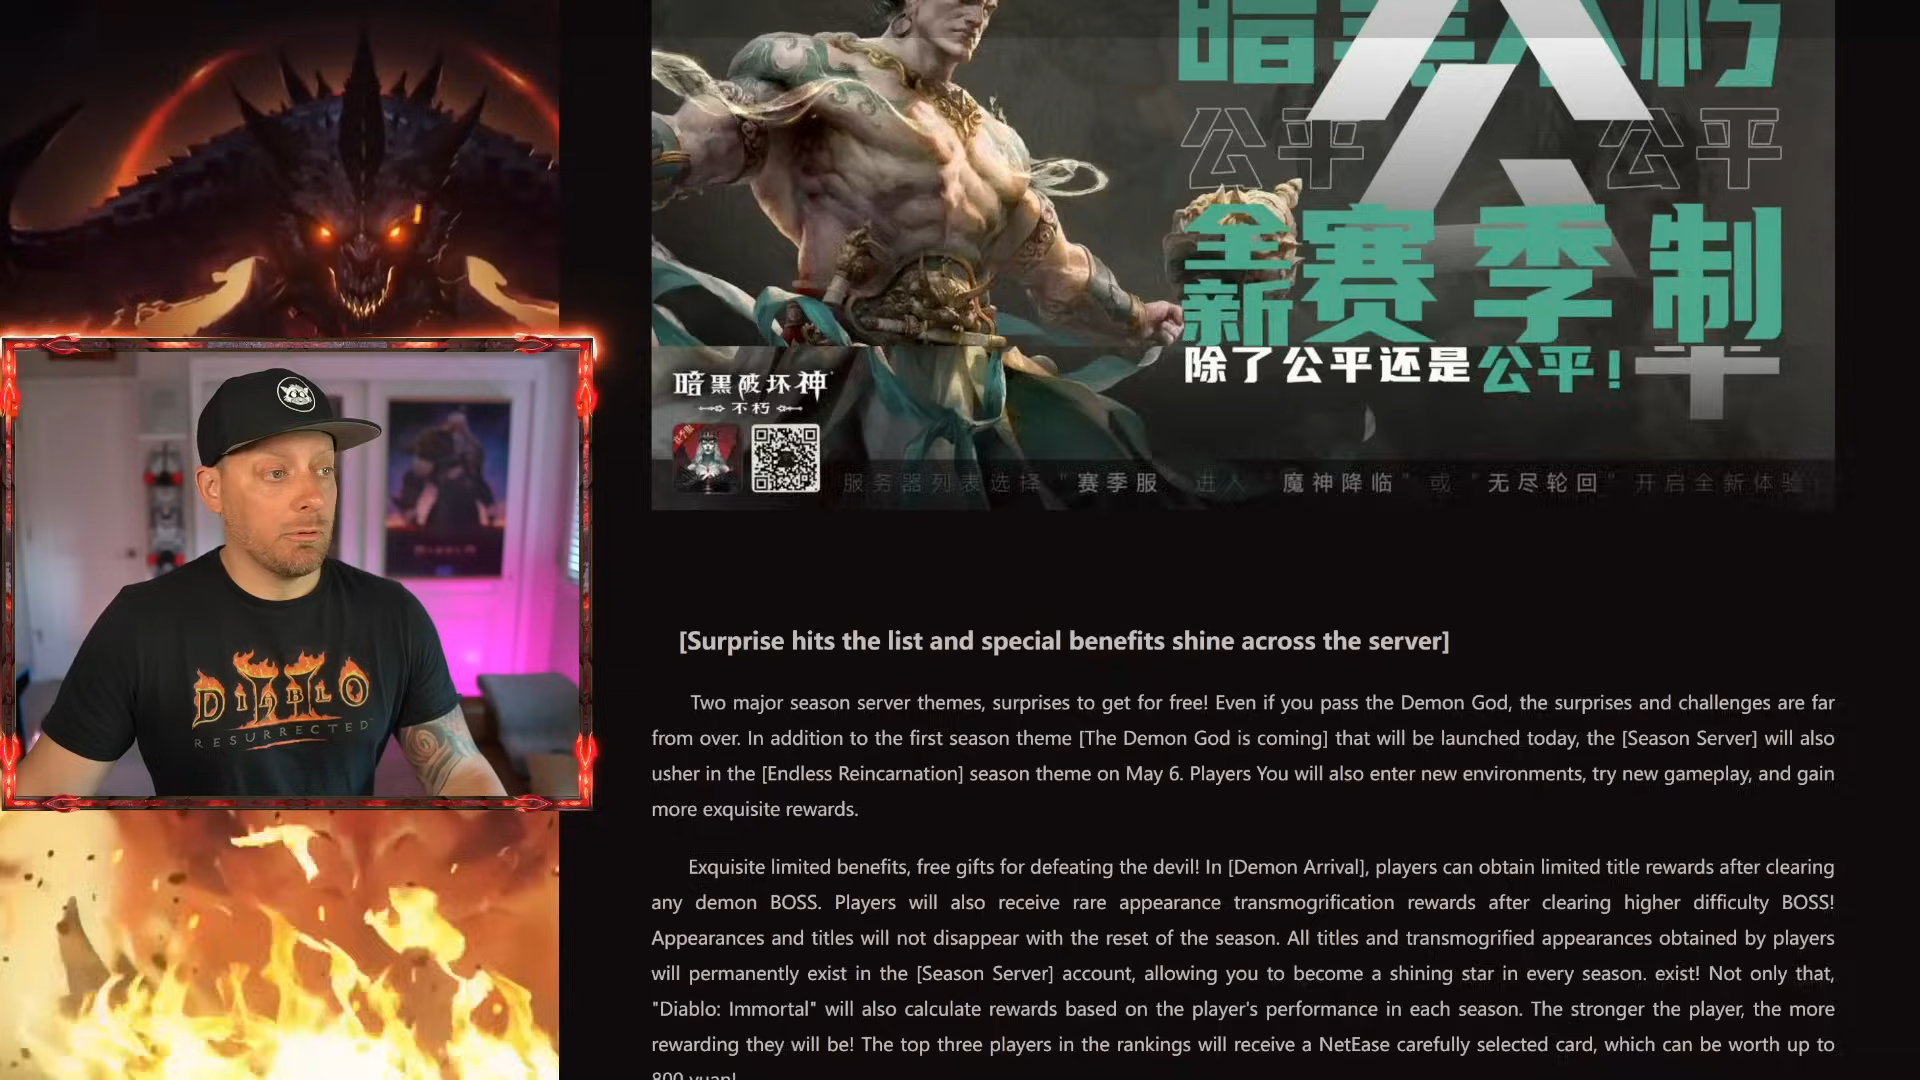 暗黑不朽
公平 公平
公平
全新赛季制
除了公平还是公平!
暗黑破坏神
不朽
服务器列表选择 "赛季服" 进入 "魔神降临" 或 "无尽轮回" 开启全新体验
DIABLO
DIABLO II
RESURRECTED
[Surprise hits the list and special benefits shine across the server]
Two major season server themes, surprises to get for free! Even if you pass the Demon God, the surprises and challenges are far
from over. In addition to the first season theme [The Demon God is coming] that will be launched today, the [Season Server] will also
usher in the [Endless Reincarnation] season theme on May 6. Players You will also enter new environments, try new gameplay, and gain
more exquisite rewards.
Exquisite limited benefits, free gifts for defeating the devil! In [Demon Arrival], players can obtain limited title rewards after clearing
any demon BOSS. Players will also receive rare appearance transmogrification rewards after clearing higher difficulty BOSS!
Appearances and titles will not disappear with the reset of the season. All titles and transmogrified appearances obtained by players
will permanently exist in the [Season Server] account, allowing you to become a shining star in every season. exist! Not only that,
"Diablo: Immortal" will also calculate rewards based on the player's performance in each season. The stronger the player, the more
rewarding they will be! The top three players in the rankings will receive a NetEase carefully selected card, which can be worth up to
800 yuan!